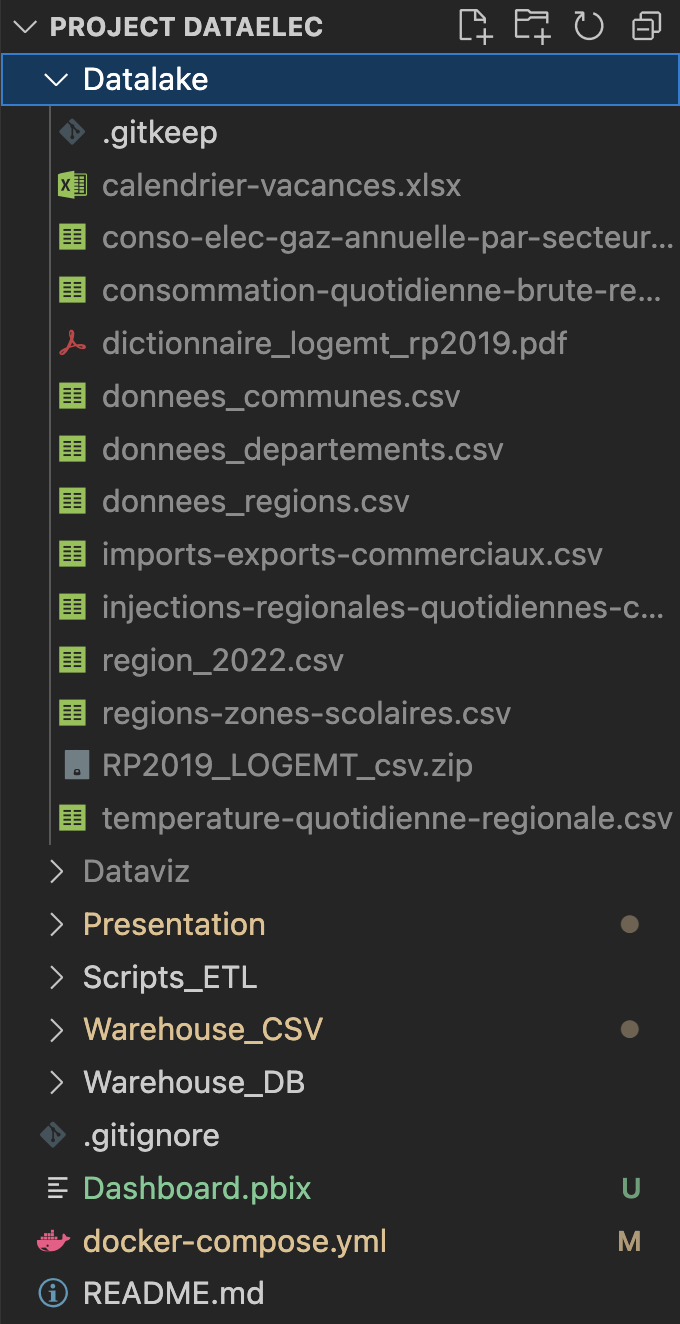 PROJECT DATAELEC
Datalake
.gitkeep
calendrier-vacances.xlsx
conso-elec-gaz-annuelle-par-secteur...
consommation-quotidienne-brute-re...
dictionnaire_logemt_rp2019.pdf
donnees_communes.csv
donnees_departements.csv
donnees_regions.csv
imports-exports-commerciaux.csv
injections-regionales-quotidiennes-c...
region_2022.csv
regions-zones-scolaires.csv
RP2019_LOGEMT_csv.zip
temperature-quotidienne-regionale.csv
Dataviz
Presentation
Scripts_ETL
Warehouse_CSV
Warehouse_DB
.gitignore
Dashboard.pbix U
docker-compose.yml M
README.md